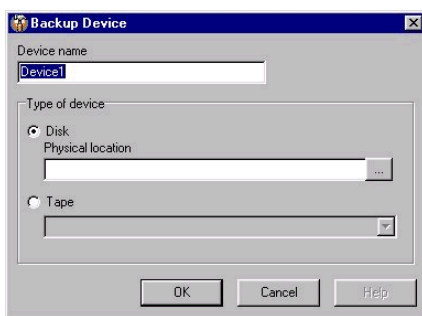 Backup Device
Device name
Device1
Type of device
Disk
Physical location
...
Tape
OK Cancel Help